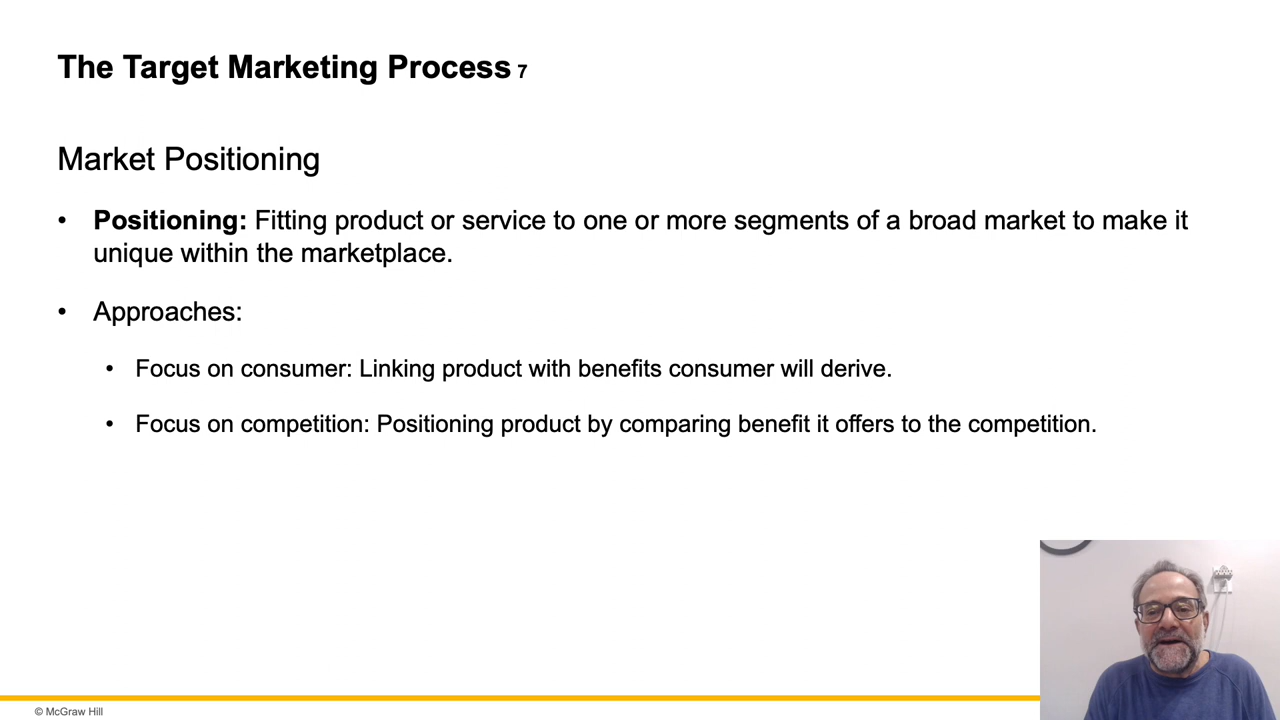 The Target Marketing Process 7
Market Positioning
• Positioning: Fitting product or service to one or more segments of a broad market to make it
unique within the marketplace.
• Approaches:
• Focus on consumer: Linking product with benefits consumer will derive.
• Focus on competition: Positioning product by comparing benefit it offers to the competition.
© McGraw Hill